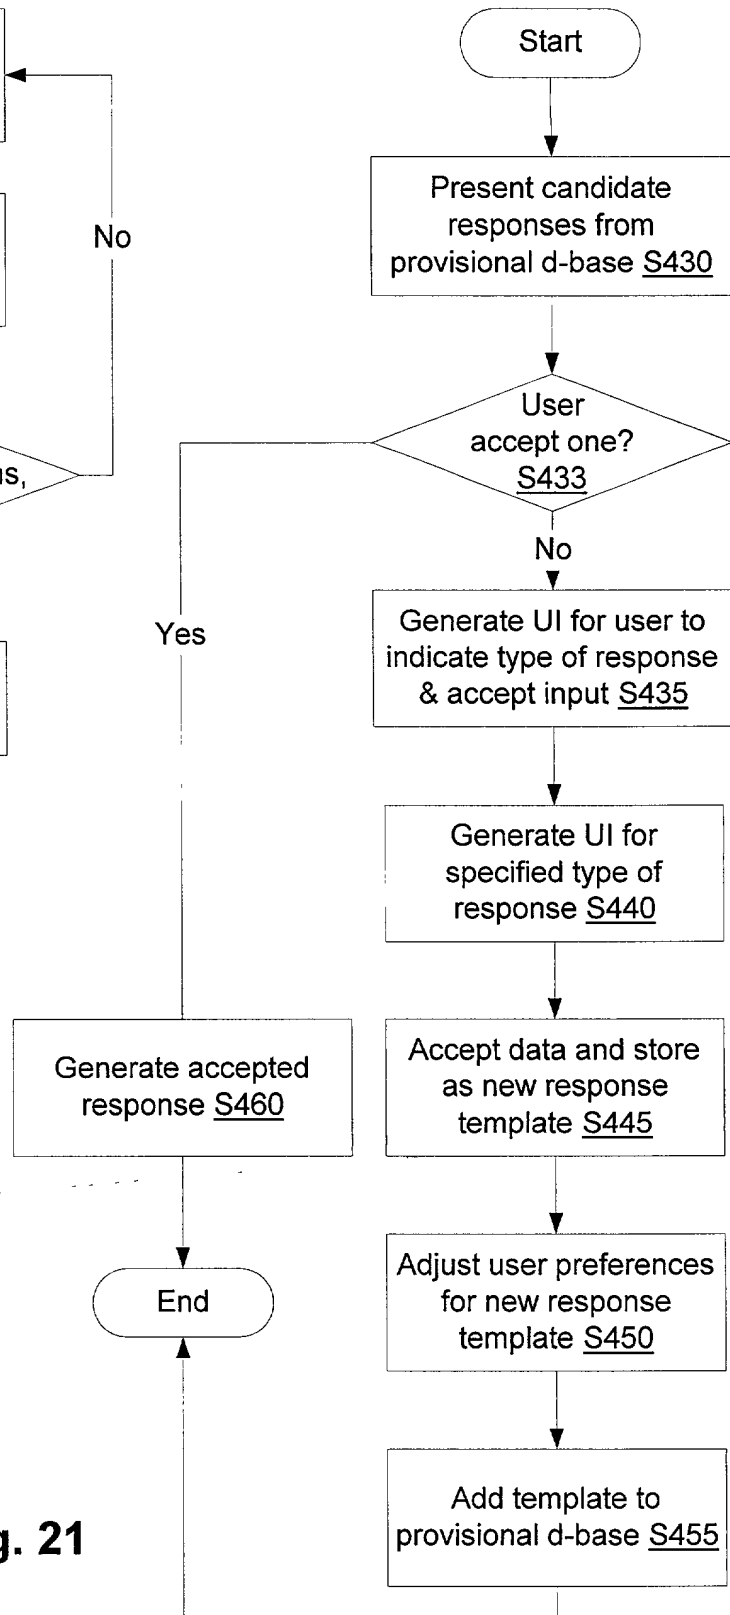 Start
Present candidate
responses from
provisional d-base S430
No
User
accept one?
S433
No
Yes
Generate UI for user to
indicate type of response
& accept input S435
Generate UI for
specified type of
response S440
Generate accepted
response S460
Accept data and store
as new response
template S445
End
Adjust user preferences
for new response
template S450
Add template to
provisional d-base S455
21